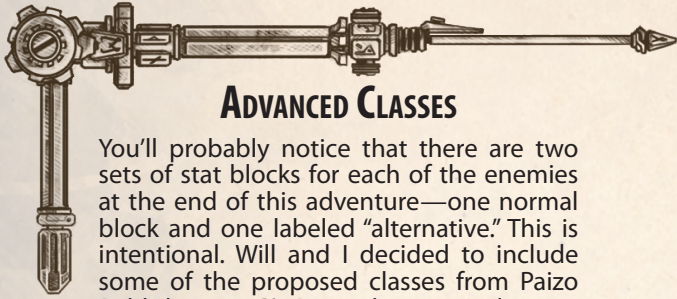 ADVANCED CLASSES
You'll probably notice that there are two
sets of stat blocks for each of the enemies
at the end of this adventure—one normal
block and one labeled “alternative.” This is
intentional. Will and I decided to include
some of the proposed classes from Paizo